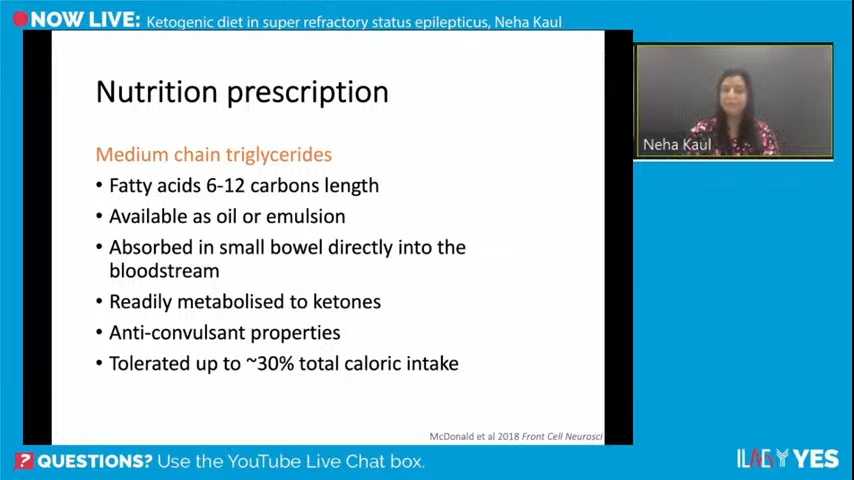 NOW LIVE: Ketogenic diet in super refractory status epilepticus, Neha Kaul
Nutrition prescription
Medium chain triglycerides
• Fatty acids 6-12 carbons length
• Available as oil or emulsion
• Absorbed in small bowel directly into the
bloodstream
• Readily metabolised to ketones
• Anti-convulsant properties
• Tolerated up to ~30% total caloric intake
McDonald et al 2018 Front Cell Neurosci
Neha Kaul
? QUESTIONS? Use the YouTube Live Chat box.
ILAE YES